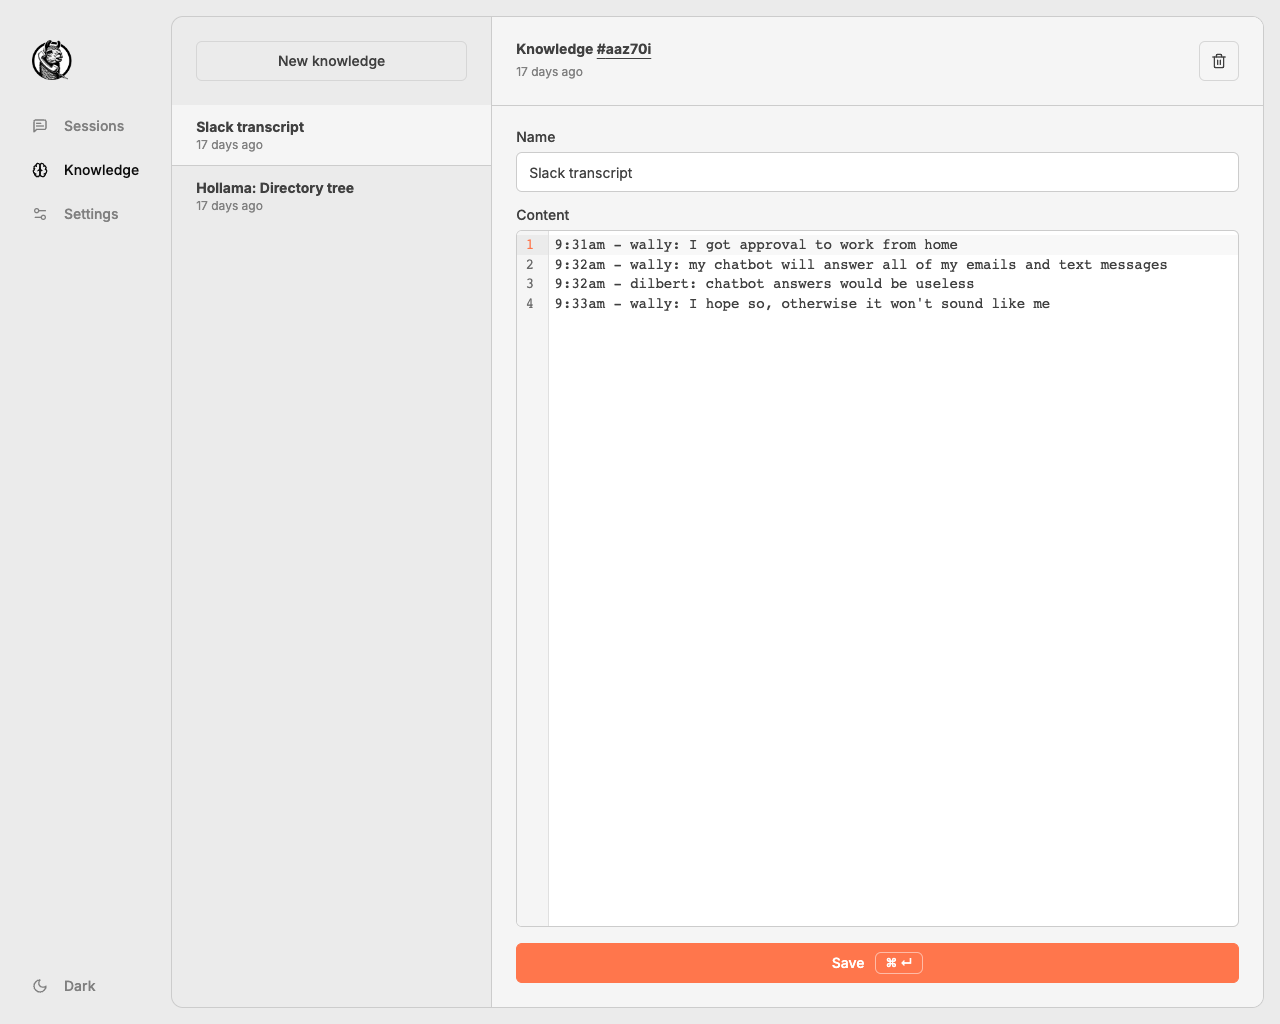 Sessions
Knowledge
Settings
Dark
New knowledge
Slack transcript
17 days ago
Hollama: Directory tree
17 days ago
Knowledge #aaz70i
17 days ago
Name
Slack transcript
Content
1 9:31am - wally: I got approval to work from home
2 9:32am - wally: my chatbot will answer all of my emails and text messages
3 9:32am - dilbert: chatbot answers would be useless
4 9:33am - wally: I hope so, otherwise it won't sound like me
Save ⌘ ↵